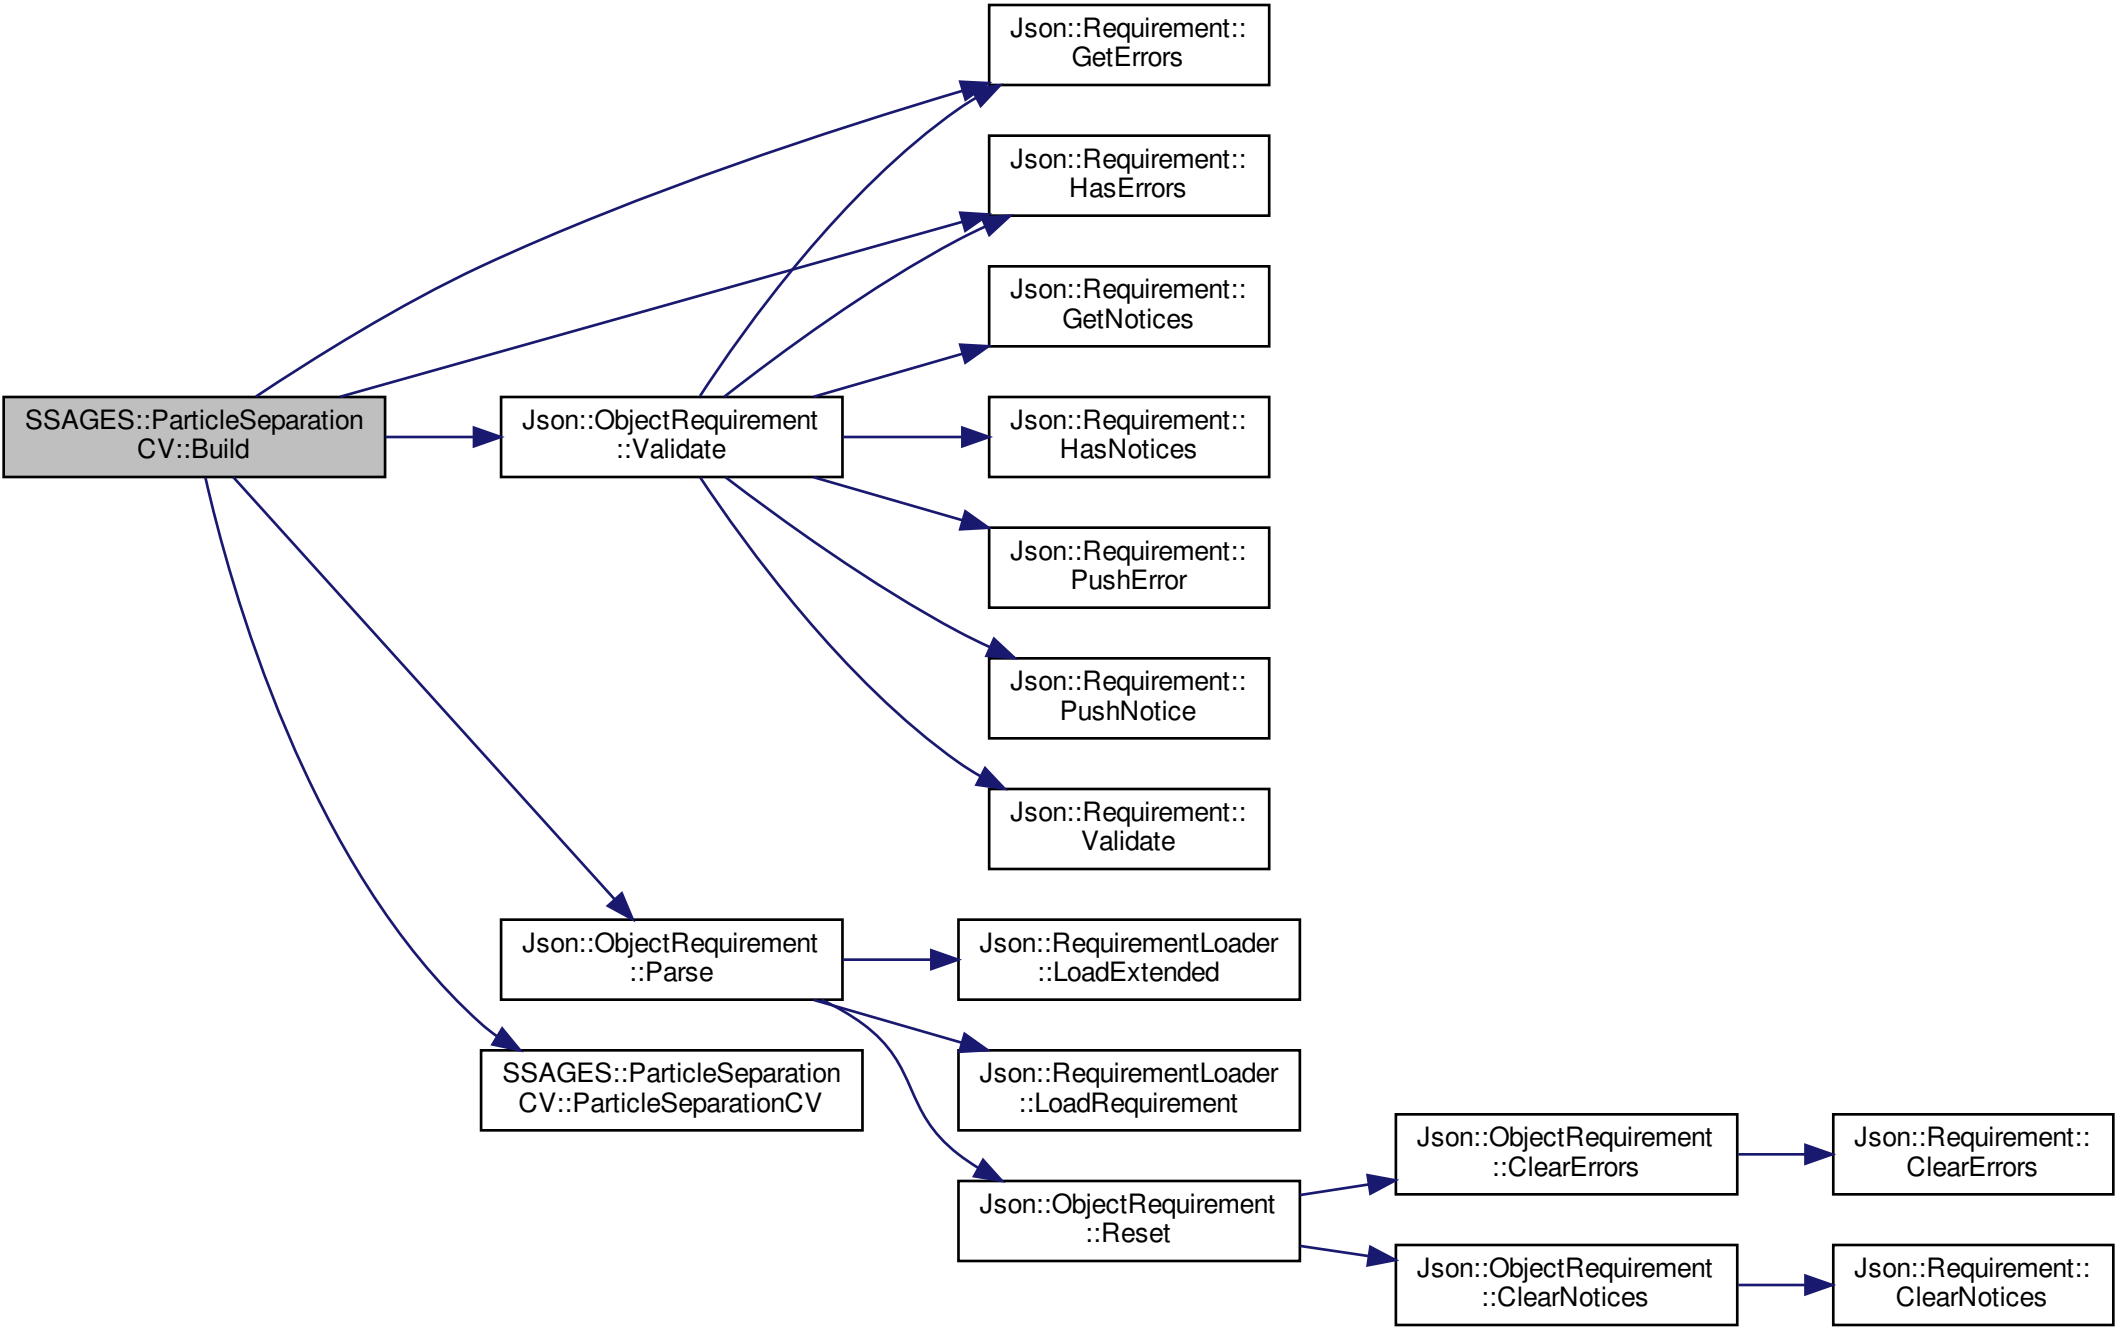 Json::Requirement::
GetErrors
Json::Requirement::
HasErrors
Json::Requirement::
GetNotices
SSAGES::ParticleSeparation
CV::Build
Json::ObjectRequirement
::Validate
Json::Requirement::
HasNotices
Json::Requirement::
PushError
Json::Requirement::
PushNotice
Json::Requirement::
Validate
Json::ObjectRequirement
::Parse
Json::RequirementLoader
::LoadExtended
SSAGES::ParticleSeparation
CV::ParticleSeparationCV
Json::RequirementLoader
::LoadRequirement
Json::ObjectRequirement
::Reset
Json::ObjectRequirement
::ClearErrors
Json::Requirement::
ClearErrors
Json::ObjectRequirement
::ClearNotices
Json::Requirement::
ClearNotices